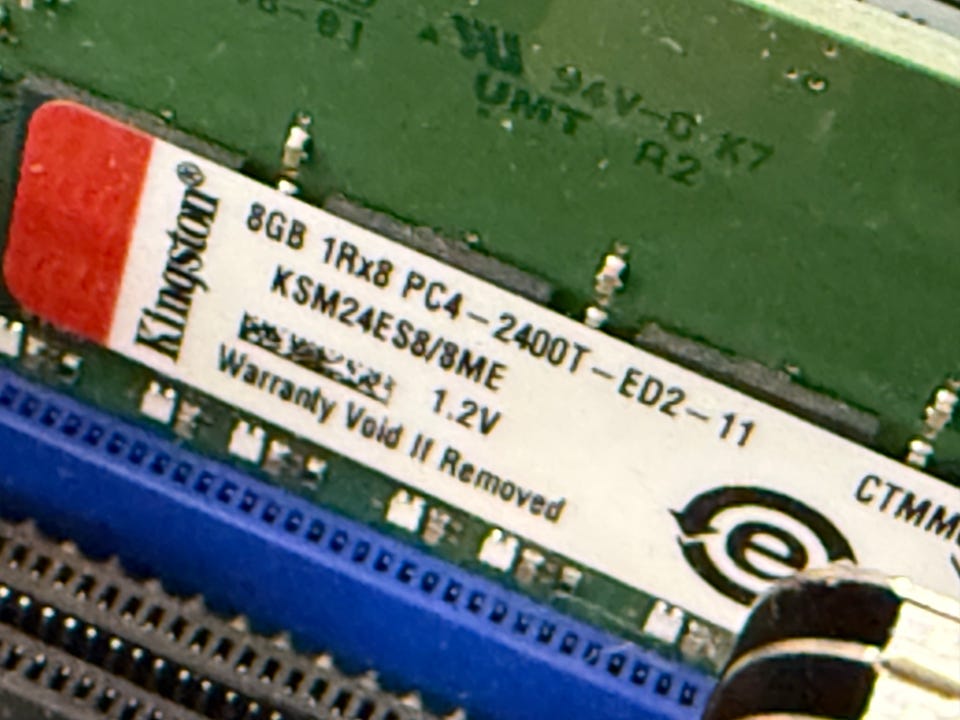 94V-0 K7
UMT R2
Kingston®
8GB 1Rx8 PC4-2400T-ED2-11
KSM24ES8/8ME
1.2V
Warranty Void If Removed
e